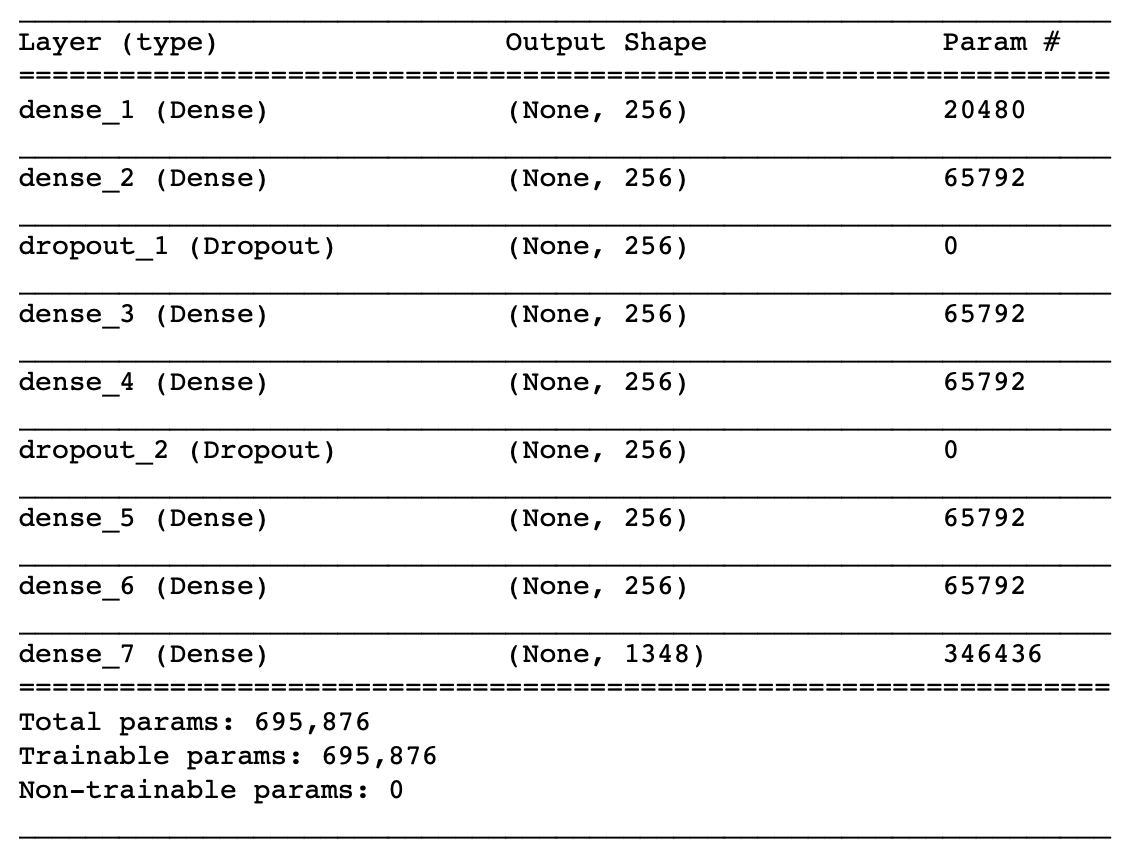 Layer (type) Output Shape Param #
=================================================================
dense_1 (Dense) (None, 256) 20480
dense_2 (Dense) (None, 256) 65792
dropout_1 (Dropout) (None, 256) 0
dense_3 (Dense) (None, 256) 65792
dense_4 (Dense) (None, 256) 65792
dropout_2 (Dropout) (None, 256) 0
dense_5 (Dense) (None, 256) 65792
dense_6 (Dense) (None, 256) 65792
dense_7 (Dense) (None, 1348) 346436
=================================================================
Total params: 695,876
Trainable params: 695,876
Non-trainable params: 0